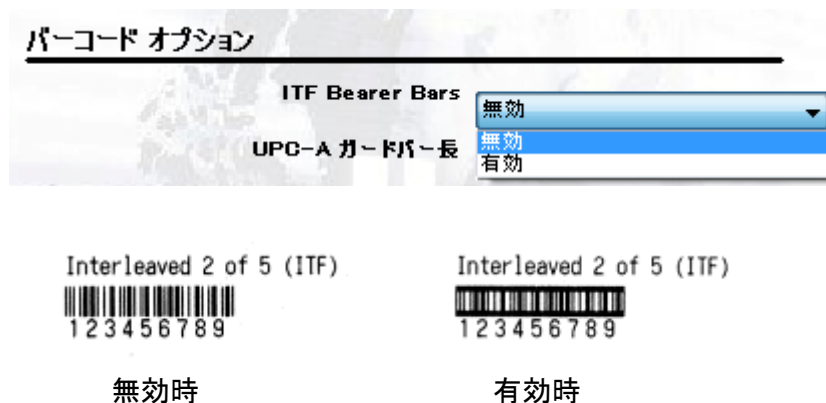 バーコード オプション
ITF Bearer Bars 無効
無効
UPC-A ガードバー長
有効
Interleaved 2 of 5 (ITF) Interleaved 2 of 5 (ITF)
123456789 123456789
無効時 有効時